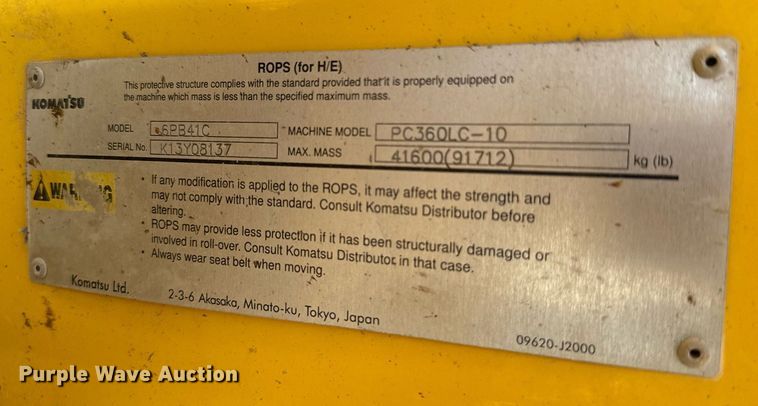 ROPS (for H/E)
This protective structure complies with the standard provided that it is properly equipped on
the machine which mass is less than the specified maximum mass.
KOMATSU
MODEL 6PB41C MACHINE MODEL PC360LC-10
SERIAL No. K13Y08137 MAX. MASS 41600(91712) kg (lb)
WARNING
• If any modification is applied to the ROPS, it may affect the strength and
may not comply with the standard. Consult Komatsu Distributor before
altering.
• ROPS may provide less protection if it has been structurally damaged or
involved in roll-over. Consult Komatsu Distributor in that case.
• Always wear seat belt when moving.
Komatsu Ltd.
2-3-6 Akasaka, Minato-ku, Tokyo, Japan
09620-J2000
Purple Wave Auction